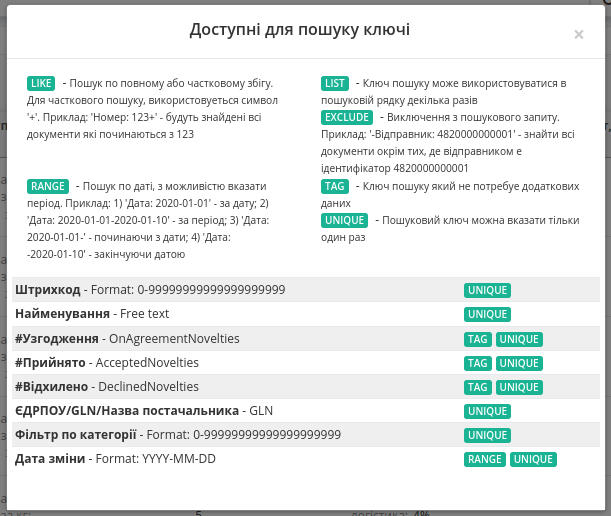 Доступні для пошуку ключі
×
LIKE - Пошук по повному або частковому збігу.
Для часткового пошуку, використовуеться символ
'+'. Приклад: 'Номер: 123+' - будуть знайдені всі
документи які починаються з 123
LIST - Ключ пошуку може використовуватися в
пошуковій рядку декілька разів
EXCLUDE - Виключення з пошукового запиту.
Приклад: '-Відправник: 4820000000001' - знайти всі
документи окрім тих, де відправником е
ідентифікатор 4820000000001
RANGE - Пошук по даті, з можливістю вказати
період. Приклад: 1) 'Дата: 2020-01-01' - за дату; 2)
'Дата: 2020-01-01-2020-01-10' - за період; 3) 'Дата:
2020-01-01-' - починаючи з дати; 4) 'Дата:
-2020-01-10' - закінчуючи датою
TAG - Ключ пошуку який не потребує додаткових
даних
UNIQUE - Пошуковий ключ можна вказати тільки
один раз
Штрихкод - Format: 0-99999999999999999999 UNIQUE
Найменування - Free text UNIQUE
#Узгодження - OnAgreementNovelties TAG UNIQUE
#Прийнято - AcceptedNovelties TAG UNIQUE
#Відхилено - DeclinedNovelties TAG UNIQUE
ЄДРПОУ/GLN/Назва постачальника - GLN UNIQUE
Фільтр по категорії - Format: 0-99999999999999999999 UNIQUE
Дата зміни - Format: YYYY-MM-DD RANGE UNIQUE